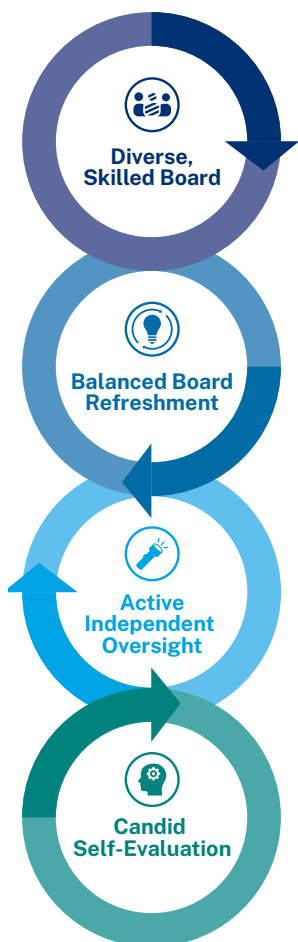 Diverse,
Skilled Board
Balanced Board
Refreshment
Active
Independent
Oversight
Candid
Self-Evaluation